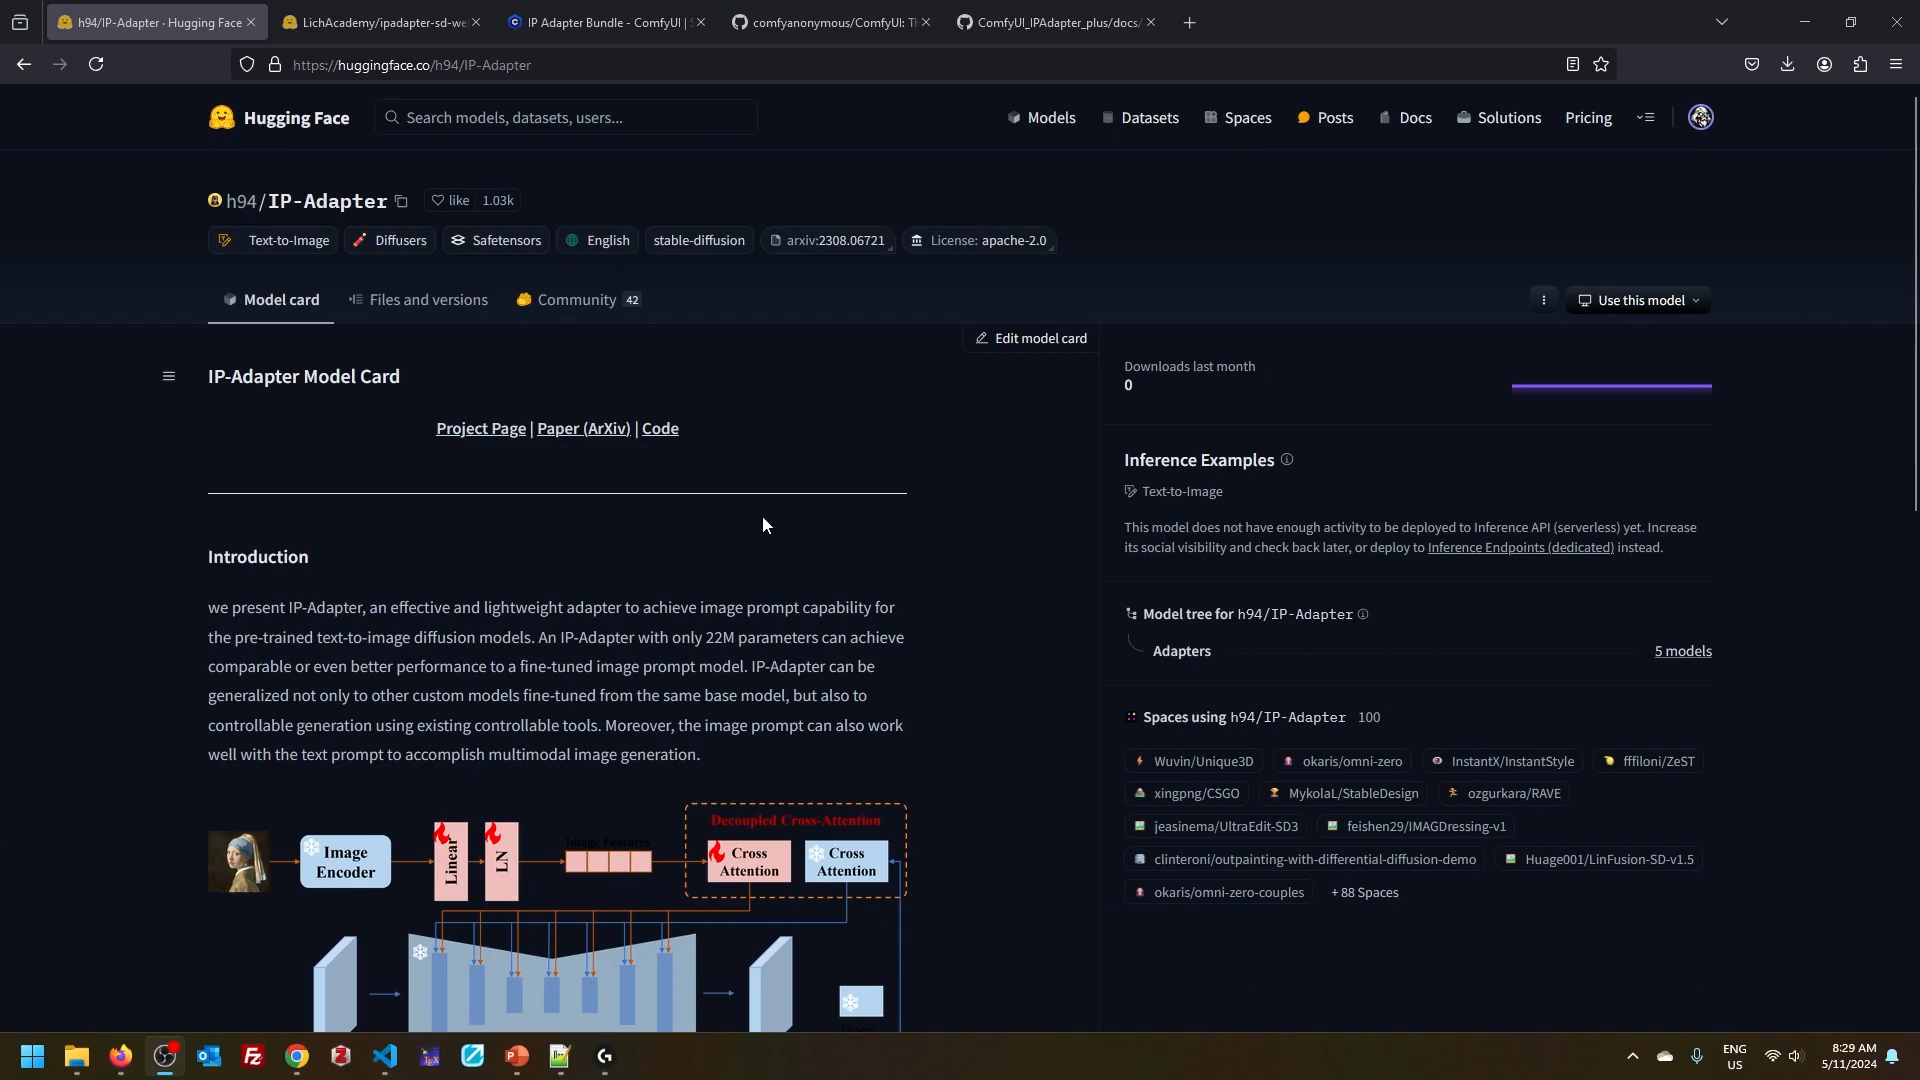 h94/IP-Adapter · Hugging Face
LichAcademy/ipadapter-sd-we
IP Adapter Bundle - ComfyUI | S
comfyanonymous/ComfyUI: Th
ComfyUI_IPAdapter_plus/docs/
https://huggingface.co/h94/IP-Adapter
Hugging Face
Search models, datasets, users...
Models
Datasets
Spaces
Posts
Docs
Solutions
Pricing
h94/IP-Adapter
like 1.03k
Text-to-Image
Diffusers
Safetensors
English
stable-diffusion
arxiv:2308.06721
License: apache-2.0
Model card
Files and versions
Community 42
Use this model
Edit model card
IP-Adapter Model Card
Project Page | Paper (ArXiv) | Code
Introduction
we present IP-Adapter, an effective and lightweight adapter to achieve image prompt capability for
the pre-trained text-to-image diffusion models. An IP-Adapter with only 22M parameters can achieve
comparable or even better performance to a fine-tuned image prompt model. IP-Adapter can be
generalized not only to other custom models fine-tuned from the same base model, but also to
controllable generation using existing controllable tools. Moreover, the image prompt can also work
well with the text prompt to accomplish multimodal image generation.
Image
Encoder
Linear
LN
Image Features
Decoupled Cross-Attention
Cross
Attention
Cross
Attention
Downloads last month
0
Inference Examples
Text-to-Image
This model does not have enough activity to be deployed to Inference API (serverless) yet. Increase
its social visibility and check back later, or deploy to Inference Endpoints (dedicated) instead.
Model tree for h94/IP-Adapter
Adapters
5 models
Spaces using h94/IP-Adapter 100
Wuvin/Unique3D
okaris/omni-zero
InstantX/InstantStyle
fffiloni/ZeST
xingpng/CSGO
MykolaL/StableDesign
ozgurkara/RAVE
jeasinema/UltraEdit-SD3
feishen29/IMAGDressing-v1
clinteroni/outpainting-with-differential-diffusion-demo
Huage001/LinFusion-SD-v1.5
okaris/omni-zero-couples
+ 88 Spaces
ENG
US
8:29 AM
5/11/2024